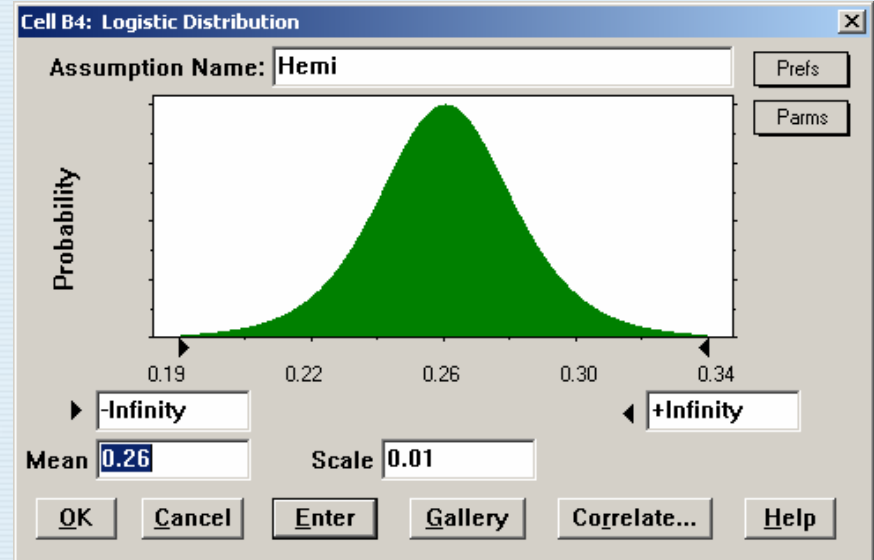 Cell B4: Logistic Distribution
Assumption Name: Hemi
Prefs
Parms
Probability
0.19 0.22 0.26 0.30 0.34
-Infinity +Infinity
Mean 0.26 Scale 0.01
OK Cancel Enter Gallery Correlate... Help